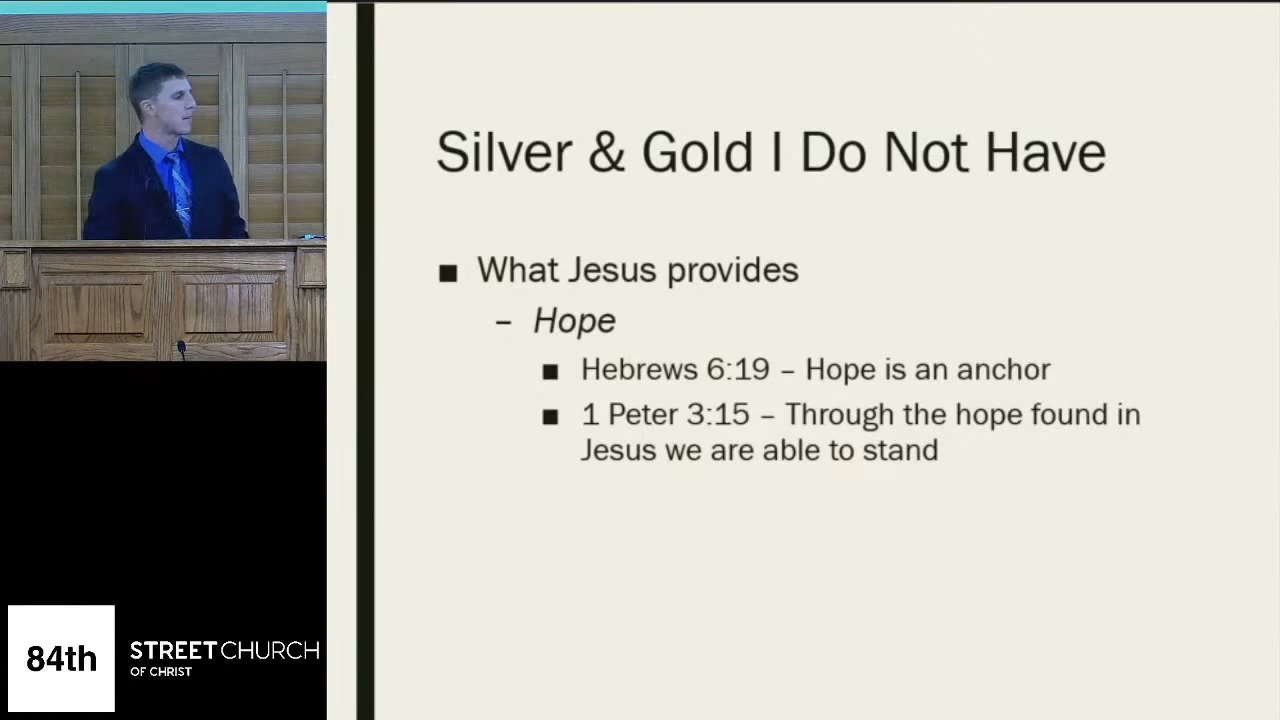 Silver & Gold I Do Not Have
■ What Jesus provides
– Hope
■ Hebrews 6:19 – Hope is an anchor
■ 1 Peter 3:15 – Through the hope found in
Jesus we are able to stand
84th
STREET CHURCH
OF CHRIST